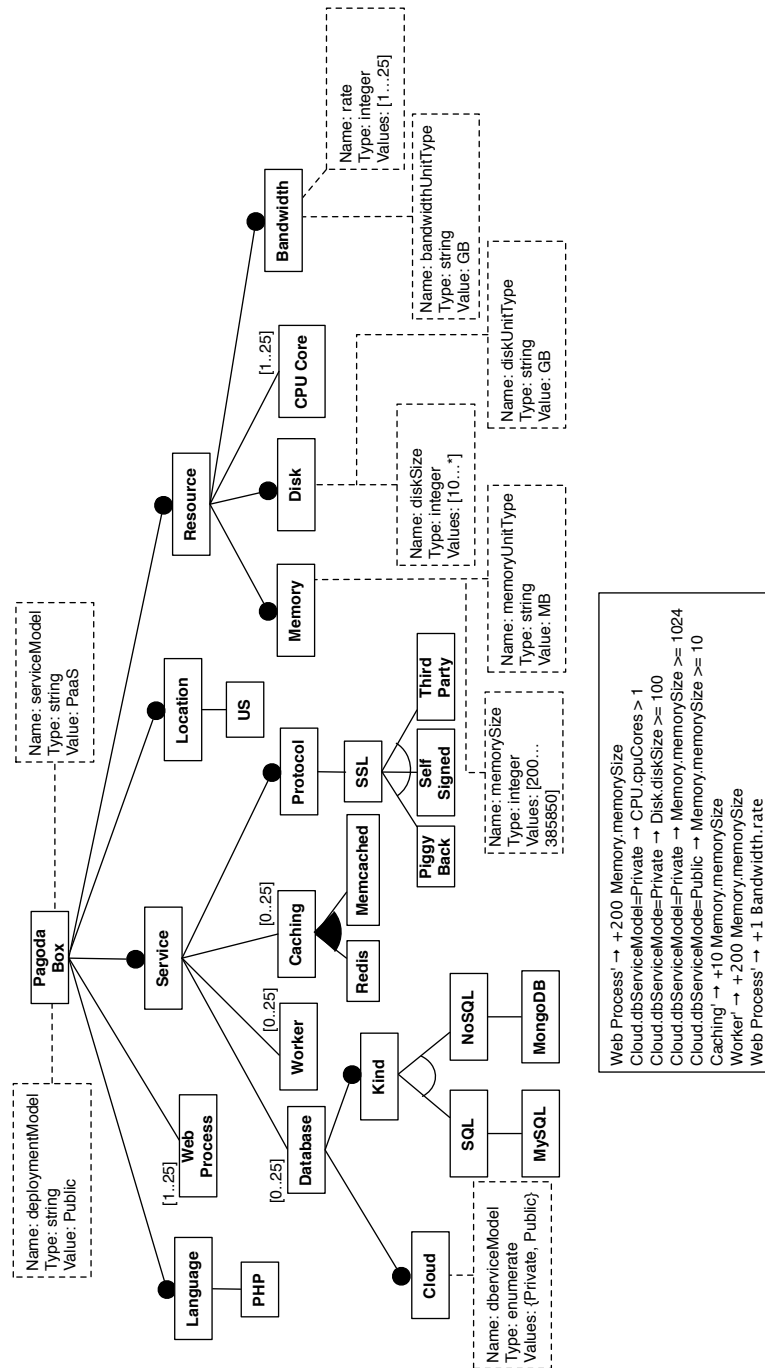 Name: deploymentModel
Type: string
Value: Public
Name: serviceModel
Type: string
Value: PaaS
Pagoda
Box
Language
PHP
[1..25]
Web
Process
Service
Location
US
Resource
[0..25]
Database
[0..25]
Worker
[0..25]
Caching
Protocol
Memory
Disk
[1..25]
CPU Core
Bandwidth
Name: rate
Type: integer
Values: [1...25]
Name: bandwidthUnitType
Type: string
Value: GB
Cloud
Kind
Redis
Memcached
SSL
Name: diskSize
Type: integer
Values: [10...*]
Name: diskUnitType
Type: string
Value: GB
Name: dberviceModel
Type: enumerate
Values: {Private, Public}
SQL
NoSQL
MySQL
MongoDB
Piggy
Back
Self
Signed
Third
Party
Name: memorySize
Type: integer
Values: [200...
385850]
Name: memoryUnitType
Type: string
Value: MB
Web Process' → +200 Memory.memorySize
Cloud.dbServiceModel=Private → CPU.cpuCores > 1
Cloud.dbServiceMode=Private → Disk.diskSize >= 100
Cloud.dbServiceModel=Private → Memory.memorySize >= 1024
Cloud.dbServiceMode=Public → Memory.memorySize >= 10
Caching' → +10 Memory.memorySize
Worker' → +200 Memory.memorySize
Web Process' → +1 Bandwidth.rate